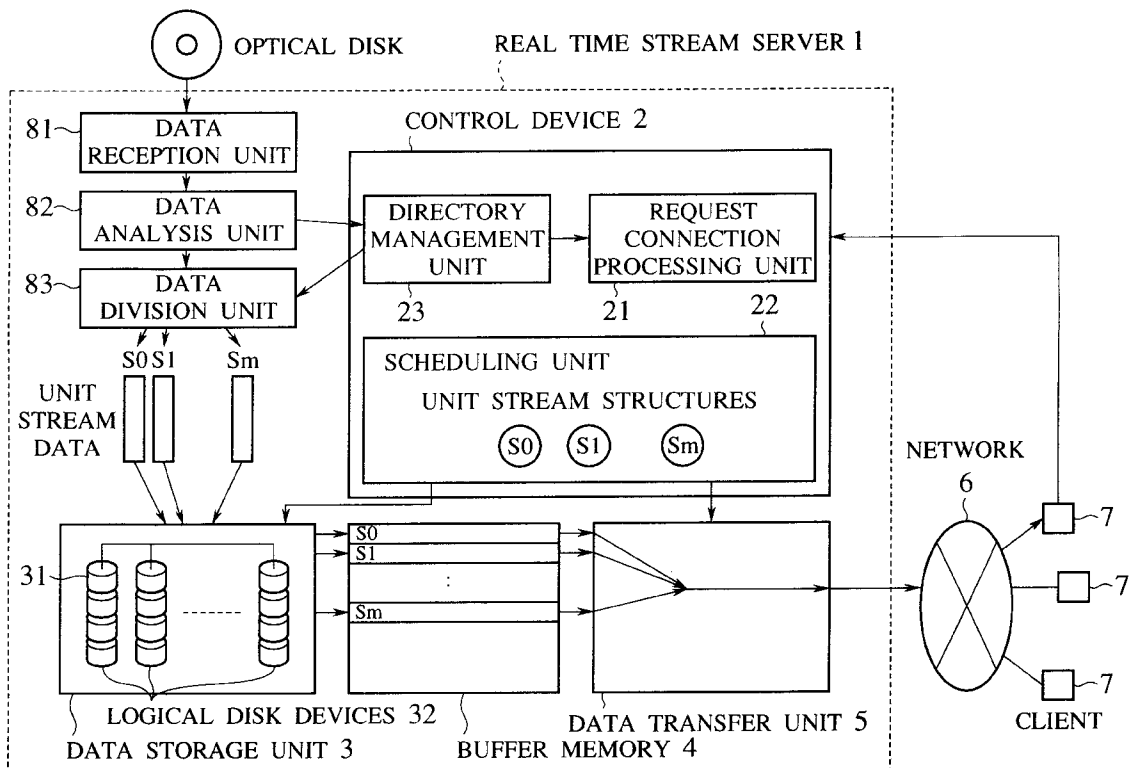 OPTICAL DISK
REAL TIME STREAM SERVER 1
81
DATA
RECEPTION UNIT
CONTROL DEVICE 2
82
DATA
ANALYSIS UNIT
DIRECTORY
MANAGEMENT
UNIT
REQUEST
CONNECTION
PROCESSING UNIT
83
DATA
DIVISION UNIT
23
21
22
S0 S1 Sm
UNIT
STREAM
DATA
SCHEDULING UNIT
UNIT STREAM STRUCTURES
S0 S1 Sm
NETWORK
6
7
7
7
CLIENT
31
S0
S1
:
Sm
LOGICAL DISK DEVICES 32
DATA STORAGE UNIT 3
BUFFER MEMORY 4
DATA TRANSFER UNIT 5